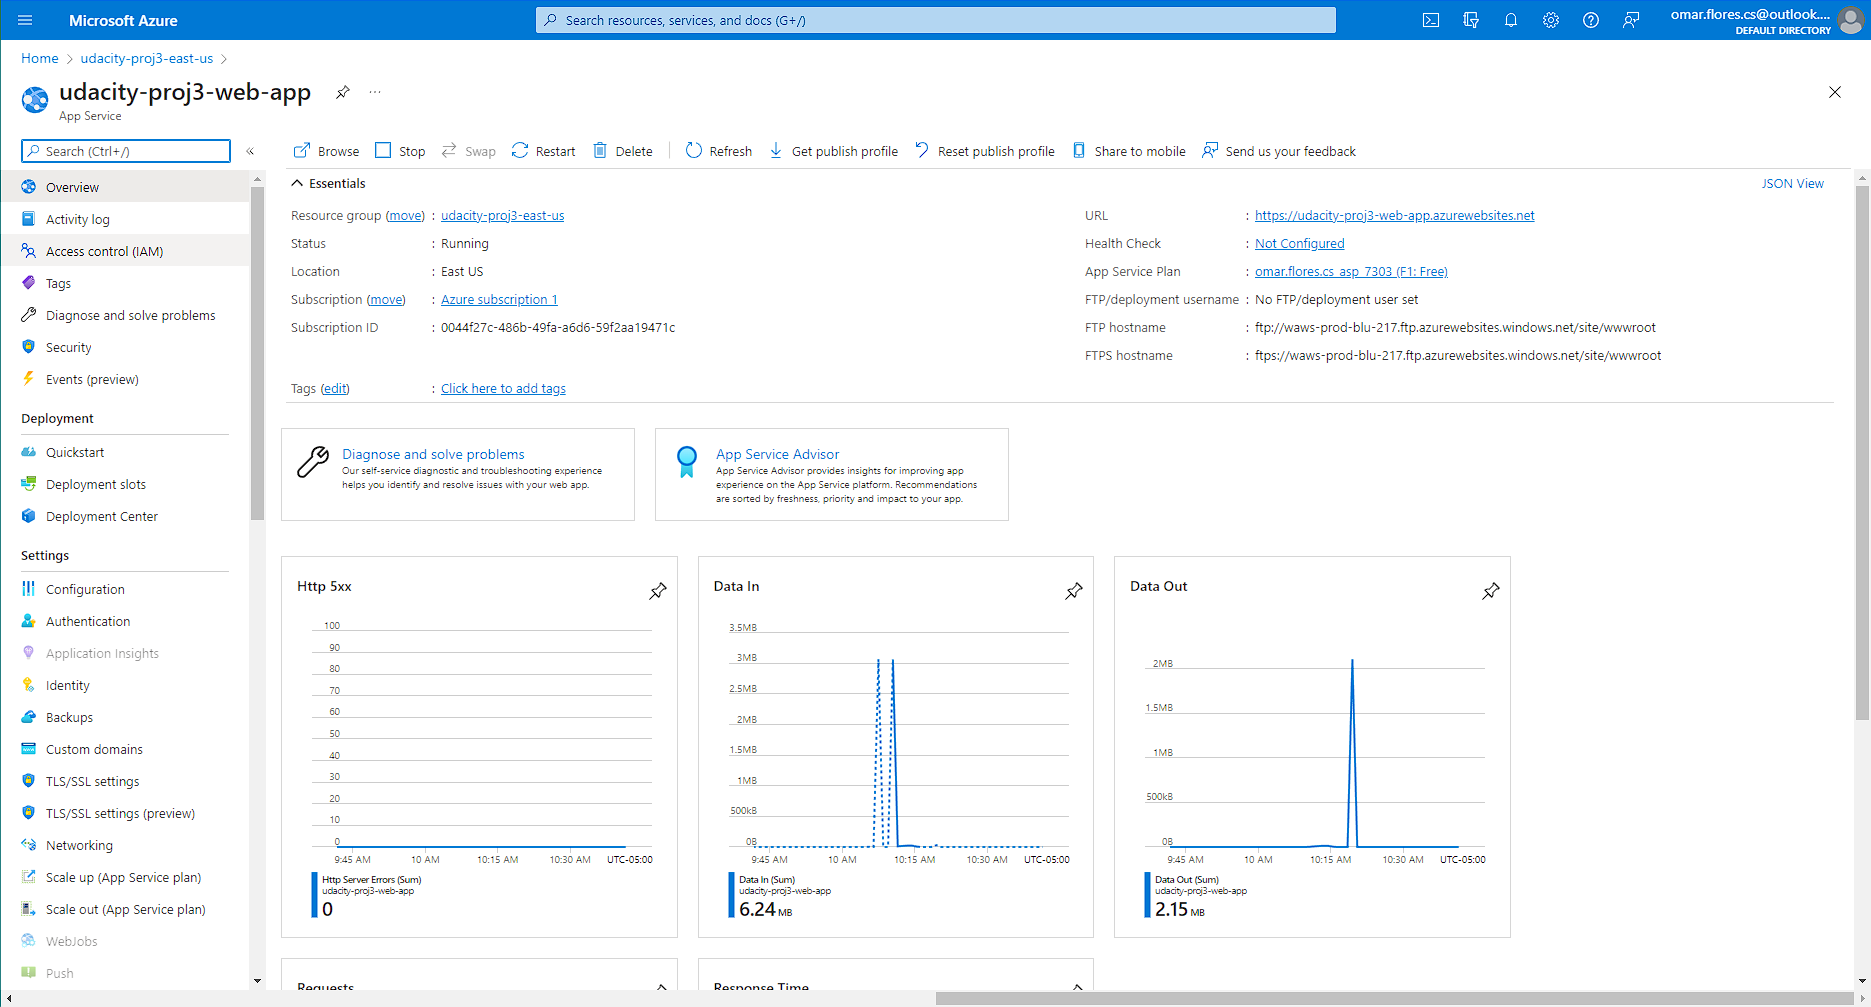 Microsoft Azure
Search resources, services, and docs (G+/)
omar.flores.cs@outlook....
DEFAULT DIRECTORY
Home > udacity-proj3-east-us >
udacity-proj3-web-app
...
App Service
Search (Ctrl+/)
«
Browse
Stop
Swap
Restart
Delete
Refresh
Get publish profile
Reset publish profile
Share to mobile
Send us your feedback
Overview
Activity log
Access control (IAM)
Tags
Diagnose and solve problems
Security
Events (preview)
Deployment
Quickstart
Deployment slots
Deployment Center
Settings
Configuration
Authentication
Application Insights
Identity
Backups
Custom domains
TLS/SSL settings
TLS/SSL settings (preview)
Networking
Scale up (App Service plan)
Scale out (App Service plan)
WebJobs
Push
Essentials
JSON View
Resource group (move) : udacity-proj3-east-us
Status : Running
Location : East US
Subscription (move) : Azure subscription 1
Subscription ID : 0044f27c-486b-49fa-a6d6-59f2aa19471c
Tags (edit) : Click here to add tags
URL : https://udacity-proj3-web-app.azurewebsites.net
Health Check : Not Configured
App Service Plan : omar.flores.cs_asp_7303 (F1: Free)
FTP/deployment username : No FTP/deployment user set
FTP hostname : ftp://waws-prod-blu-217.ftp.azurewebsites.windows.net/site/wwwroot
FTPS hostname : ftps://waws-prod-blu-217.ftp.azurewebsites.windows.net/site/wwwroot
Diagnose and solve problems
Our self-service diagnostic and troubleshooting experience
helps you identify and resolve issues with your web app.
App Service Advisor
App Service Advisor provides insights for improving app
experience on the App Service platform. Recommendations
are sorted by freshness, priority and impact to your app.
Http 5xx
100
90
80
70
60
50
40
30
20
10
0
9:45 AM 10 AM 10:15 AM 10:30 AM UTC-05:00
Http Server Errors (Sum)
udacity-proj3-web-app
0
Data In
3.5MB
3MB
2.5MB
2MB
1.5MB
1MB
500kB
0B
9:45 AM 10 AM 10:15 AM 10:30 AM UTC-05:00
Data In (Sum)
udacity-proj3-web-app
6.24 MB
Data Out
2MB
1.5MB
1MB
500kB
0B
9:45 AM 10 AM 10:15 AM 10:30 AM UTC-05:00
Data Out (Sum)
udacity-proj3-web-app
2.15 MB
Requests
Response Time